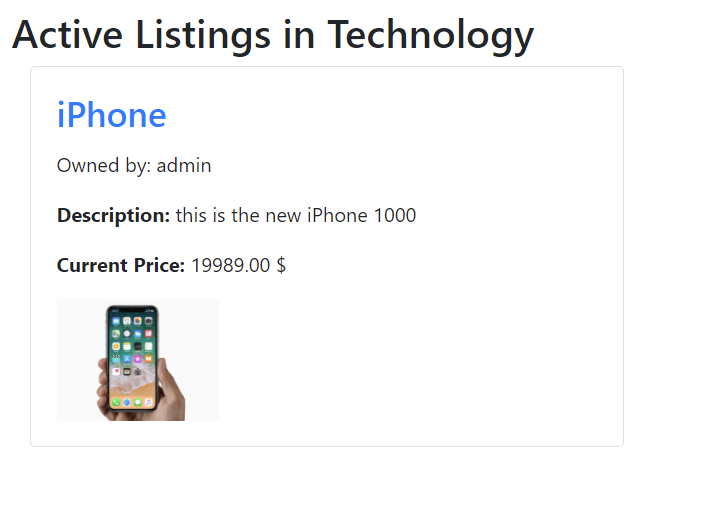 Active Listings in Technology
iPhone
Owned by: admin
Description: this is the new iPhone 1000
Current Price: 19989.00 $